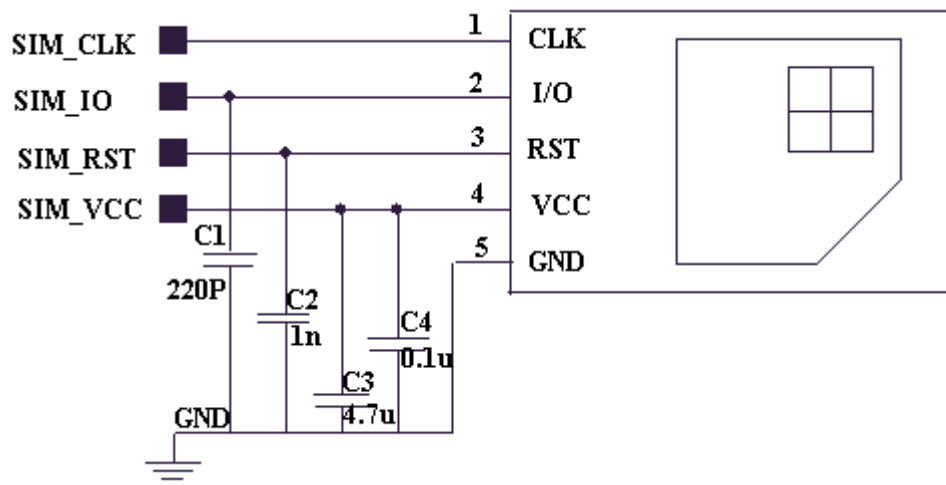 SIM_CLK 1 CLK
SIM_IO 2 I/O
SIM_RST 3 RST
SIM_VCC 4 VCC
C1 5 GND
220P
C2
1n
C4
0.1u
C3
4.7u
GND